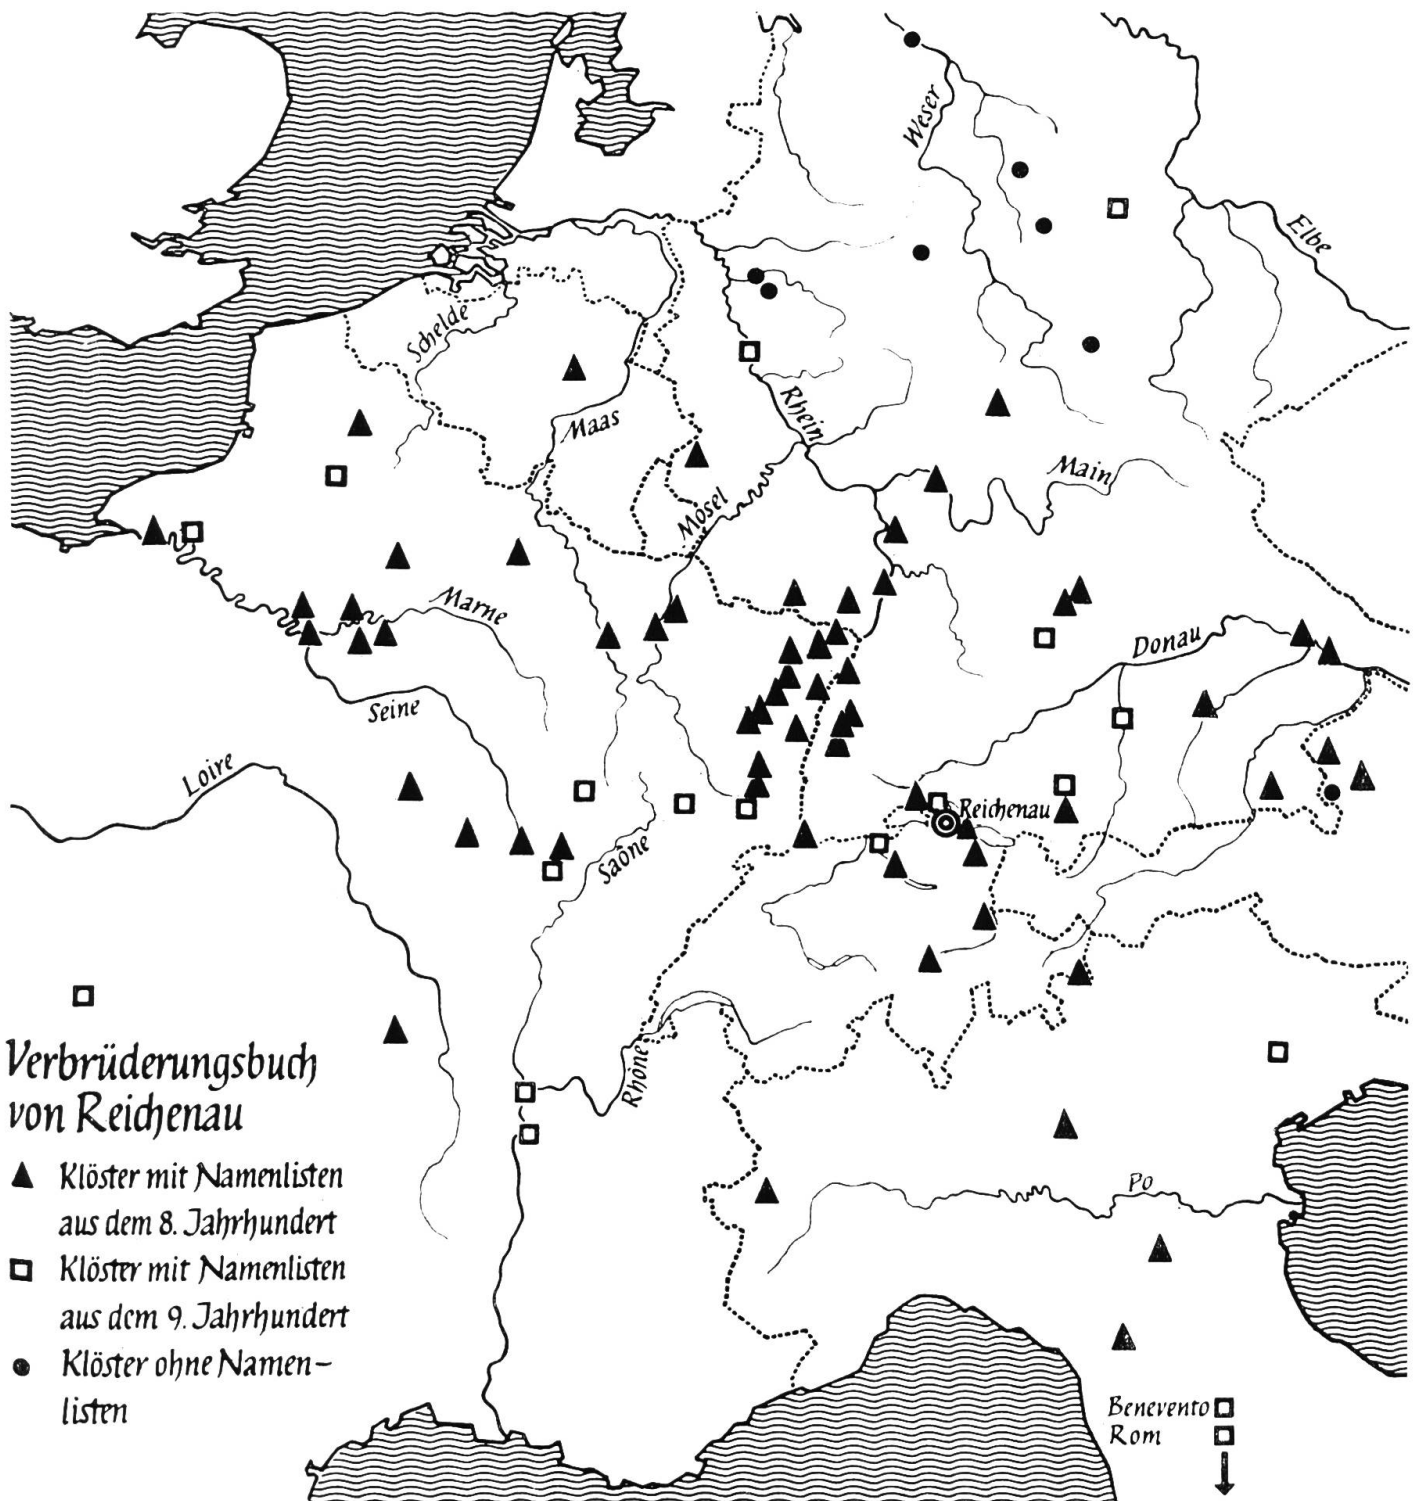 Weser
Elbe
Schelde
Rhein
Maas
Main
Mosel
Marne
Donau
Seine
Loire
Reichenau
Saône
Rhône
Verbrüderungsbuch
von Reichenau
Klöster mit Namenlisten
aus dem 8. Jahrhundert
Klöster mit Namenlisten
aus dem 9. Jahrhundert
Klöster ohne Namen-
listen
Po
Benevento
Rom